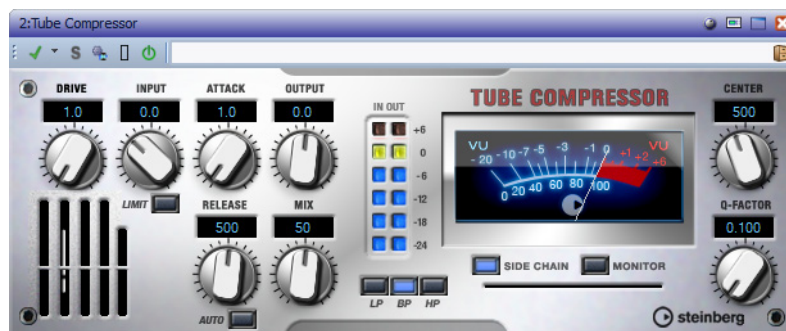 2:Tube Compressor
S
DRIVE INPUT ATTACK OUTPUT
1.0 0.0 1.0 0.0
IN OUT
+6
0
-6
-12
-18
-24
TUBE COMPRESSOR
VU VU
- 20 -10 -7 -5 -3 -1 0 +1 +2 +6
0 20 40 60 80 100
CENTER
500
LIMIT
RELEASE MIX
500 50
Q-FACTOR
0.100
AUTO
LP BP HP
SIDE CHAIN MONITOR
steinberg